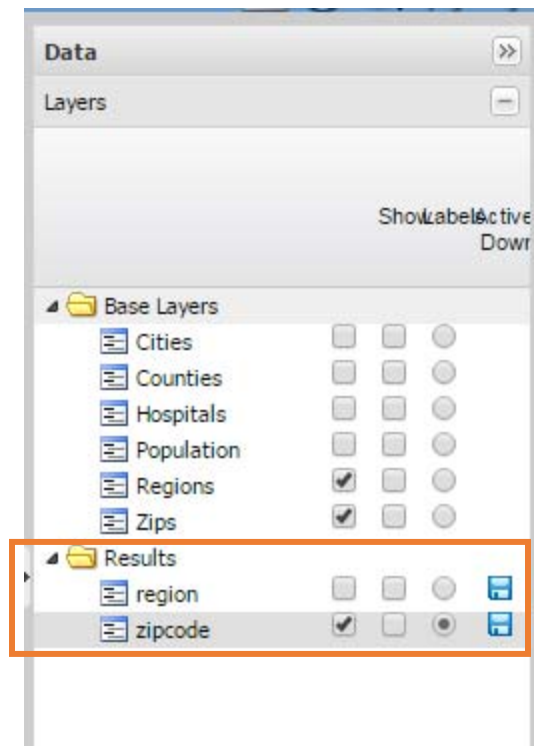 Data
Layers
Show Labels Active
Down
Base Layers
Cities
Counties
Hospitals
Population
Regions
Zips
Results
region
zipcode